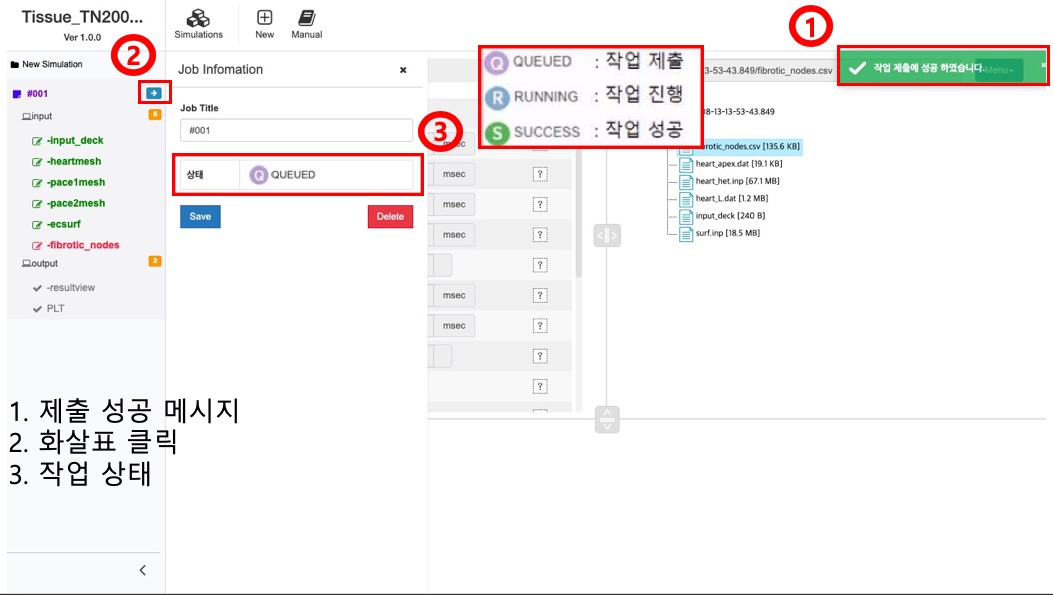 Tissue_TN200...
Ver 1.0.0
Simulations
New
Manual
New Simulation
#001
input
6
-input_deck
-heartmesh
-pace1mesh
-pace2mesh
-ecsurf
-fibrotic_nodes
output
2
-resultview
PLT
2
Job Infomation
×
Job Title
#001
상태
Q QUEUED
Save
Delete
3
Q QUEUED : 작업 제출
R RUNNING : 작업 진행
S SUCCESS : 작업 성공
msec
msec
msec
msec
msec
msec
?
?
?
?
?
?
?
?
1
작업 제출에 성공 하였습니다.
×
Menu
3-53-43.849/fibrotic_nodes.csv
08-13-13-53-43.849
brotic_nodes.csv [135.6 KB]
heart_apex.dat [19.1 KB]
heart_het.inp [67.1 MB]
heart_L.dat [1.2 MB]
input_deck [240 B]
surf.inp [18.5 MB]
1. 제출 성공 메시지
2. 화살표 클릭
3. 작업 상태